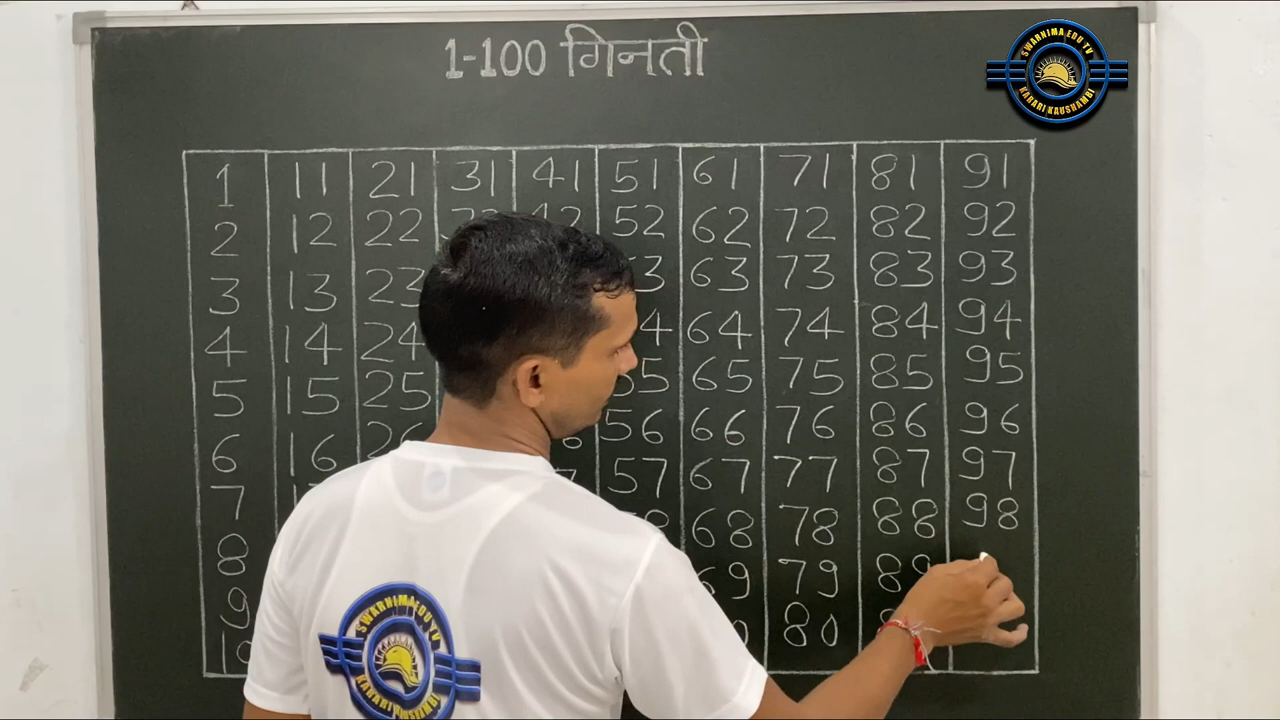 1-100 गिनती
SWARNIMA EDU TV
KARARI KAUSHAMBI
1 11 21 31 41 51 61 71 81 91
2 12 22 52 62 72 82 92
3 13 23 63 73 83 93
4 14 24 64 74 84 94
5 15 25 65 75 85 95
6 16 56 66 76 86 96
7 57 67 77 87 97
8 68 78 88 98
9 79
80
SWARNIMA EDU TV